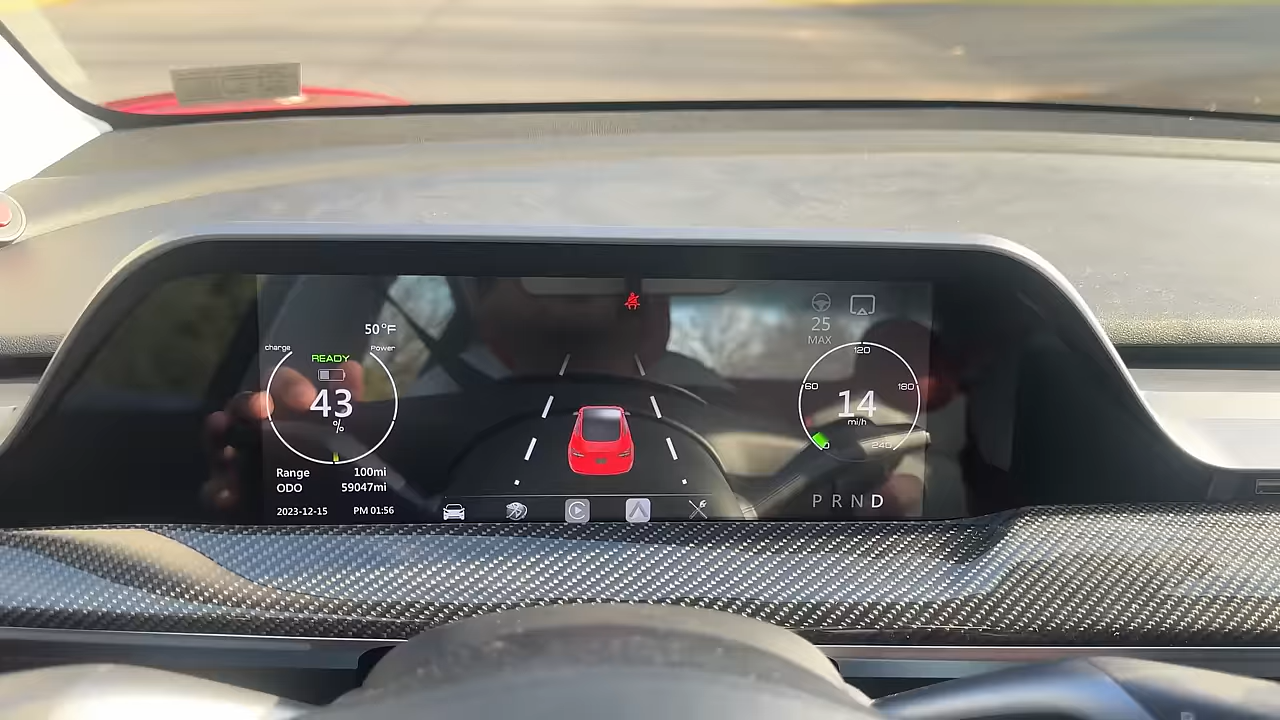 50°F
charge
Power
READY
43
%
Range 100mi
ODO 59047mi
2023-12-15 PM 01:56
25
MAX
120
60
180
14
mi/h
0
240
P R N D